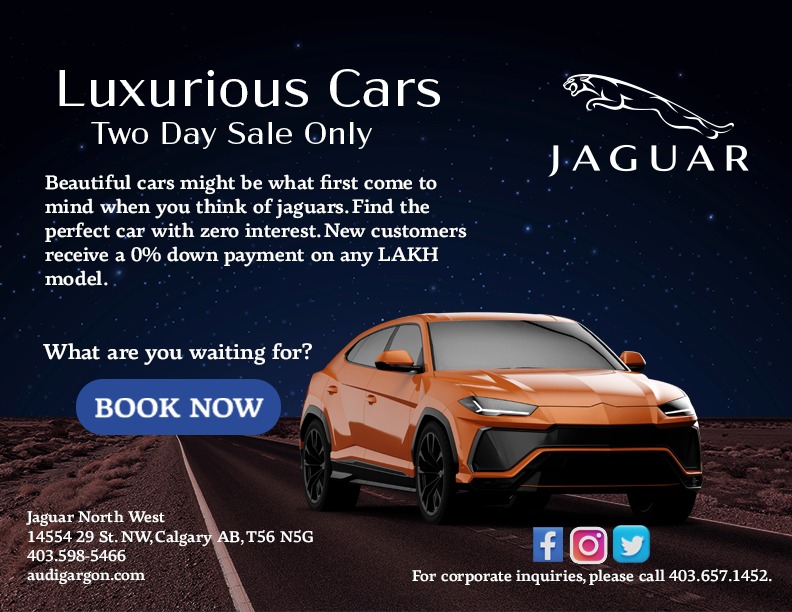 Luxurious Cars
Two Day Sale Only
JAGUAR
Beautiful cars might be what first come to
mind when you think of jaguars. Find the
perfect car with zero interest. New customers
receive a 0% down payment on any LAKH
model.
What are you waiting for?
BOOK NOW
Jaguar North West
14554 29 St. NW, Calgary AB, T56 N5G
403.598-5466
audigargon.com
For corporate inquiries, please call 403.657.1452.